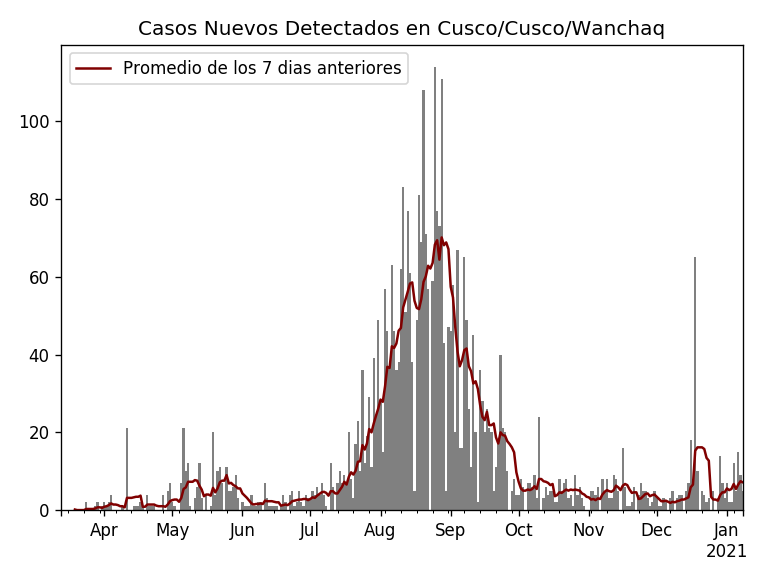 Casos Nuevos Detectados en Cusco/Cusco/Wanchaq
Promedio de los 7 dias anteriores
100
80
60
40
20
0
Apr May Jun Jul Aug Sep Oct Nov Dec Jan
2021